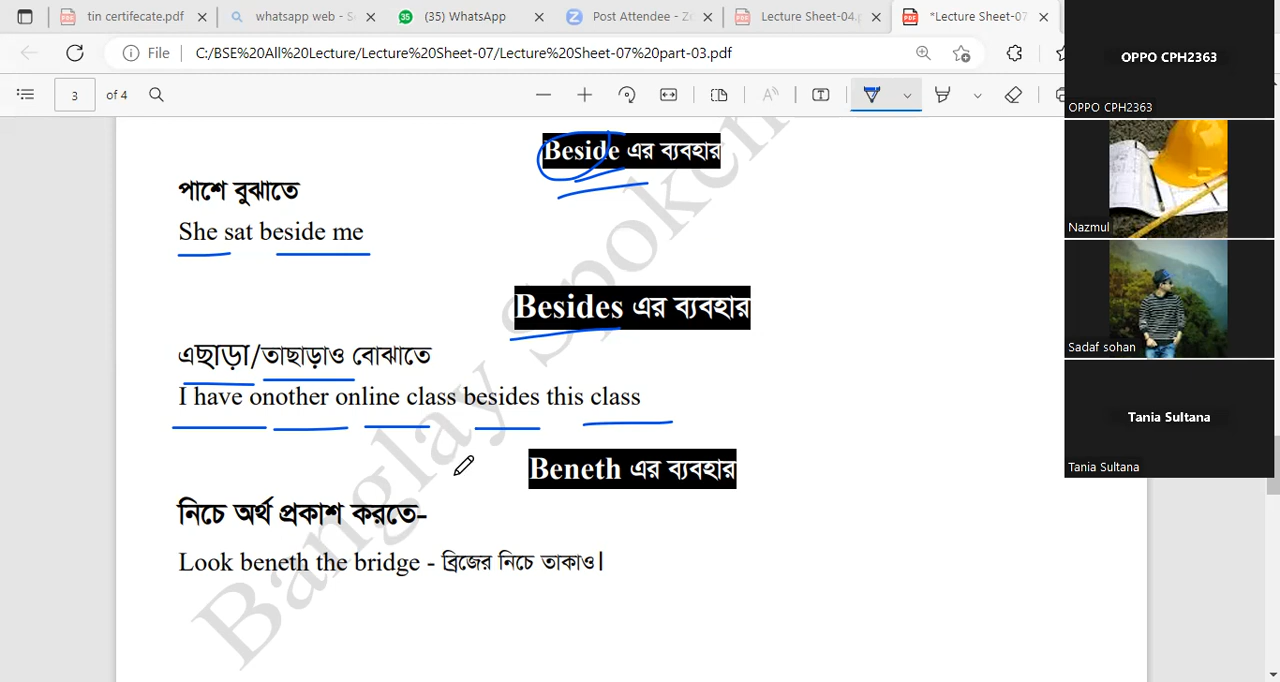 tin certifecate.pdf
whatsapp web - S
(35) WhatsApp
Post Attendee - Z
Lecture Sheet-04.p
*Lecture Sheet-07
File
C:/BSE%20All%20Lecture/Lecture%20Sheet-07/Lecture%20Sheet-07%20part-03.pdf
3 of 4
OPPO CPH2363
OPPO CPH2363
Nazmul
Sadaf sohan
Tania Sultana
Tania Sultana
Beside এর ব্যবহার
পাশে বুঝাতে
She sat beside me
Besides এর ব্যবহার
এছাড়া/তাছাড়াও বোঝাতে
I have onother online class besides this class
Beneth এর ব্যবহার
নিচে অর্থ প্রকাশ করতে-
Look beneth the bridge - ব্রিজের নিচে তাকাও।
Banglay Spoken